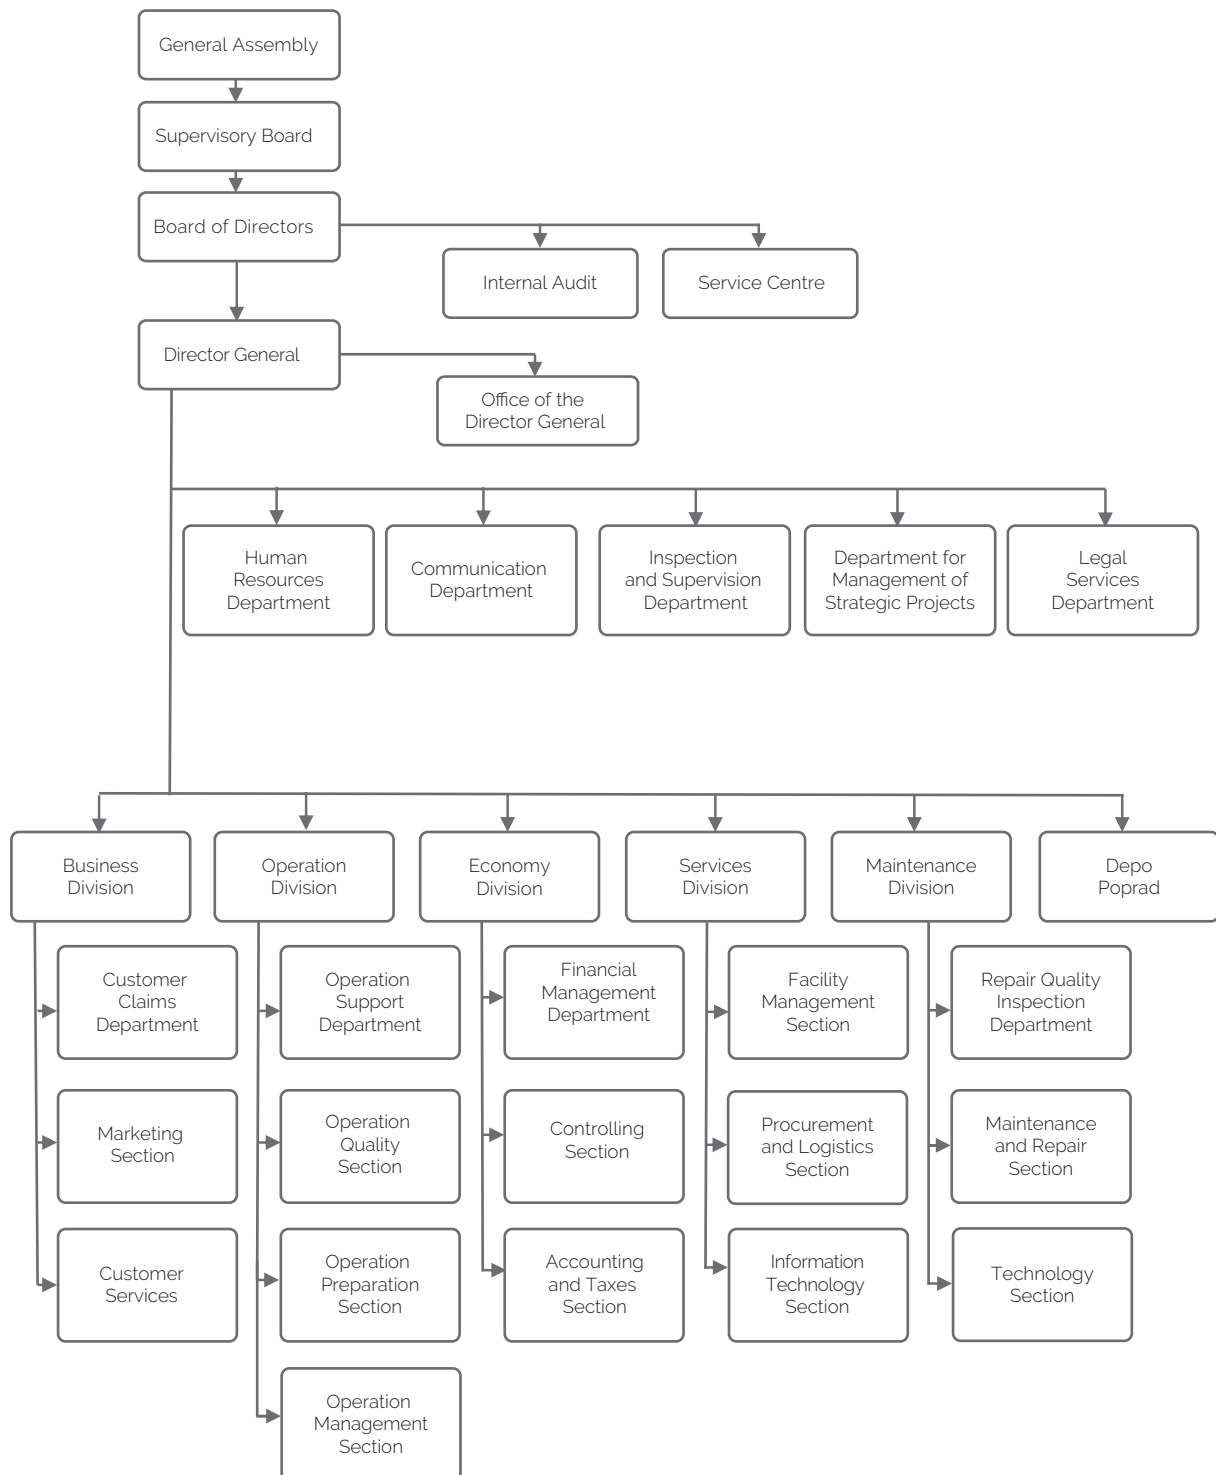 General Assembly
Supervisory Board
Board of Directors
Internal Audit
Service Centre
Director General
Office of the
Director General
Human
Resources
Department
Communication
Department
Inspection
and Supervision
Department
Department for
Management of
Strategic Projects
Legal
Services
Department
Business
Division
Operation
Division
Economy
Division
Services
Division
Maintenance
Division
Depo
Poprad
Customer
Claims
Department
Operation
Support
Department
Financial
Management
Department
Facility
Management
Section
Repair Quality
Inspection
Department
Marketing
Section
Operation
Quality
Section
Controlling
Section
Procurement
and Logistics
Section
Maintenance
and Repair
Section
Customer
Services
Operation
Preparation
Section
Accounting
and Taxes
Section
Information
Technology
Section
Technology
Section
Operation
Management
Section